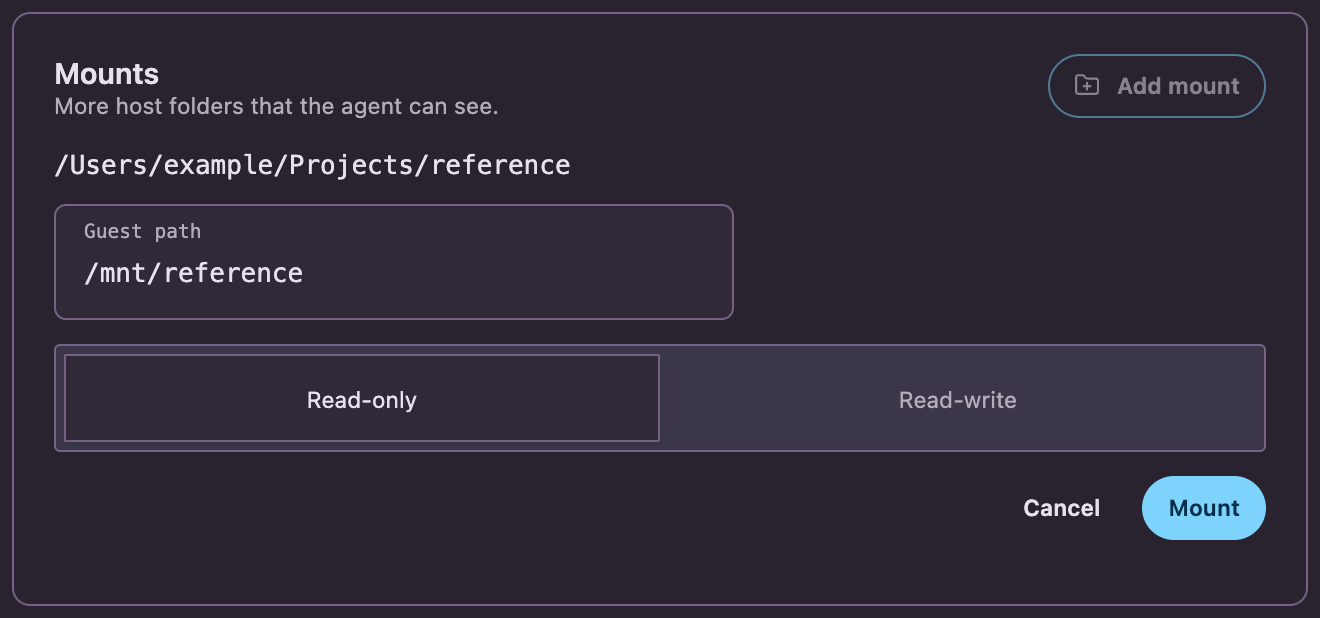 Mounts
More host folders that the agent can see.
Add mount
/Users/example/Projects/reference
Guest path
/mnt/reference
Read-only
Read-write
Cancel
Mount